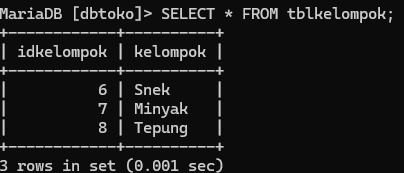 MariaDB [dbtoko]> SELECT * FROM tblkelompok;
+------------+----------+
| idkelompok | kelompok |
+------------+----------+
|          6 | Snek     |
|          7 | Minyak   |
|          8 | Tepung   |
+------------+----------+
3 rows in set (0.001 sec)